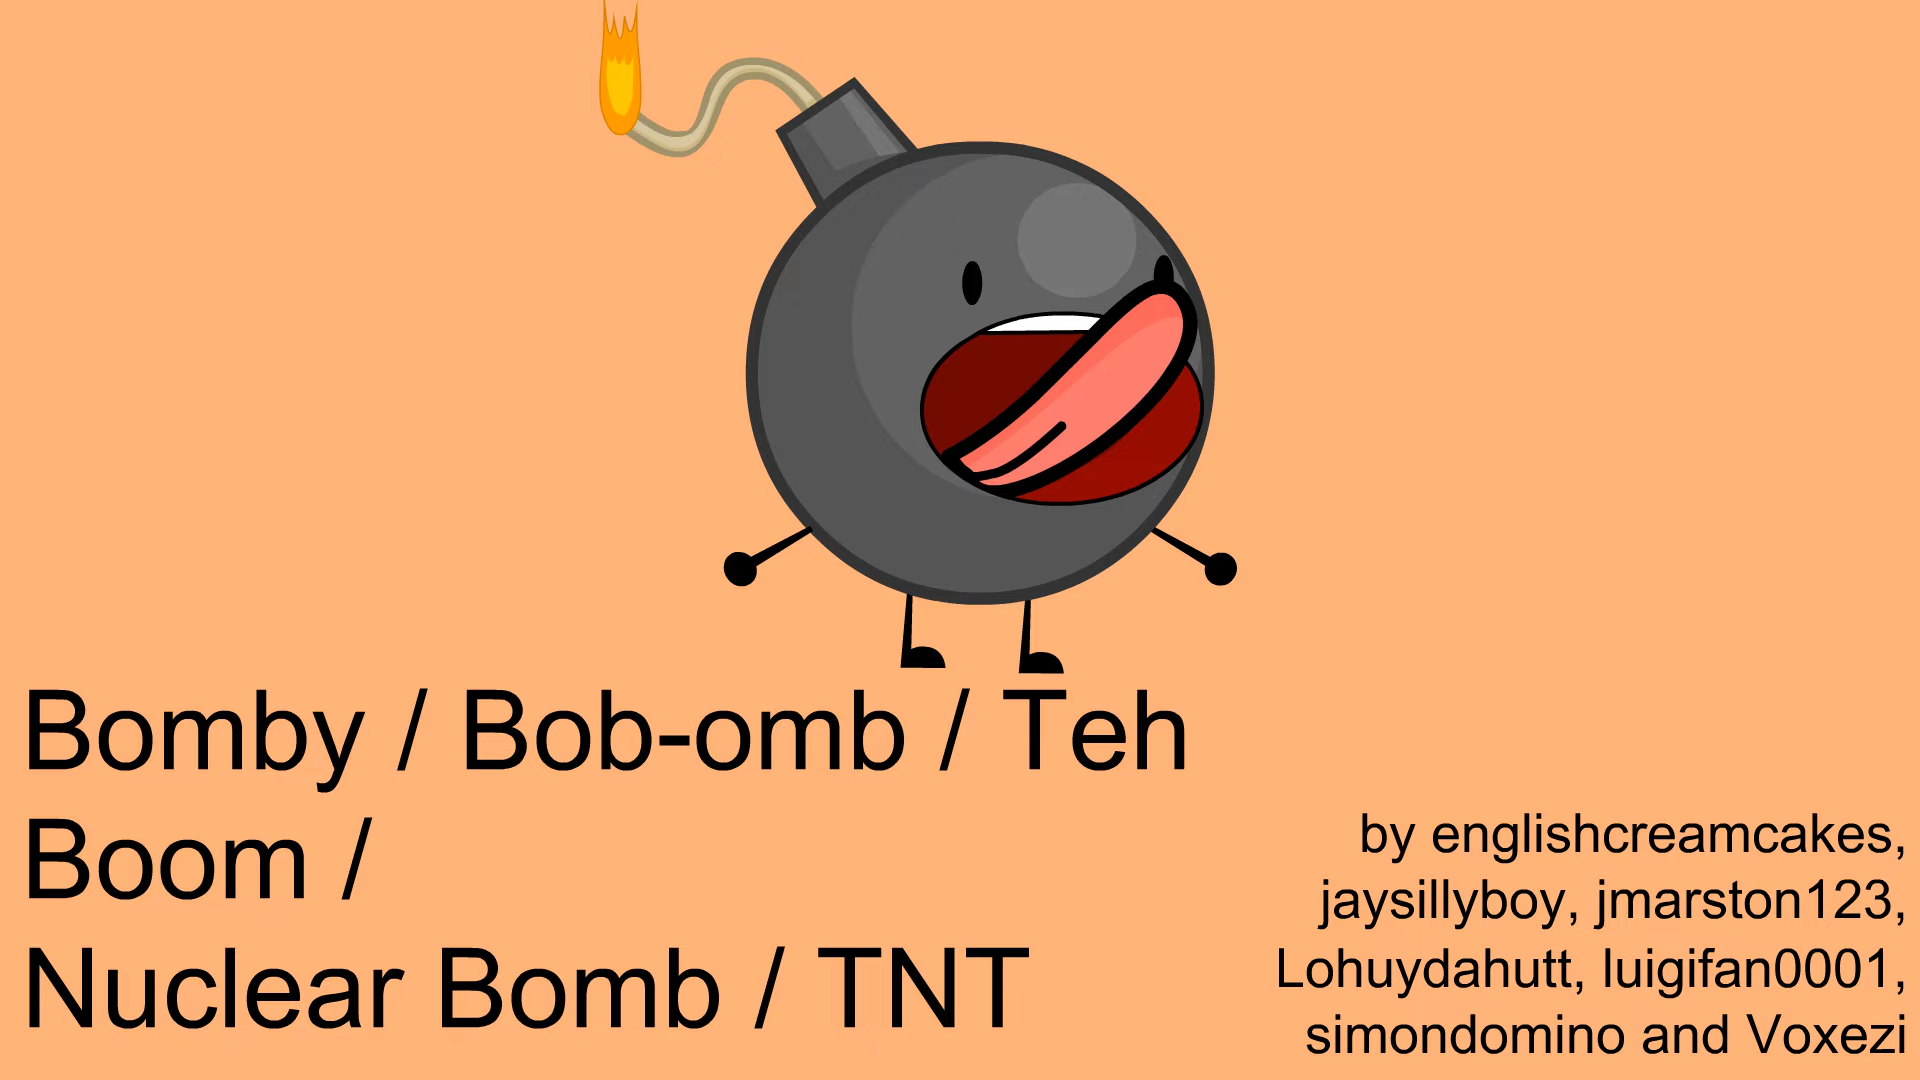 Bomby / Bob-omb / Teh
Boom /
Nuclear Bomb / TNT
by englishcreamcakes,
jaysillyboy, jmarston123,
Lohuydahutt, luigifan0001,
simondomino and Voxezi